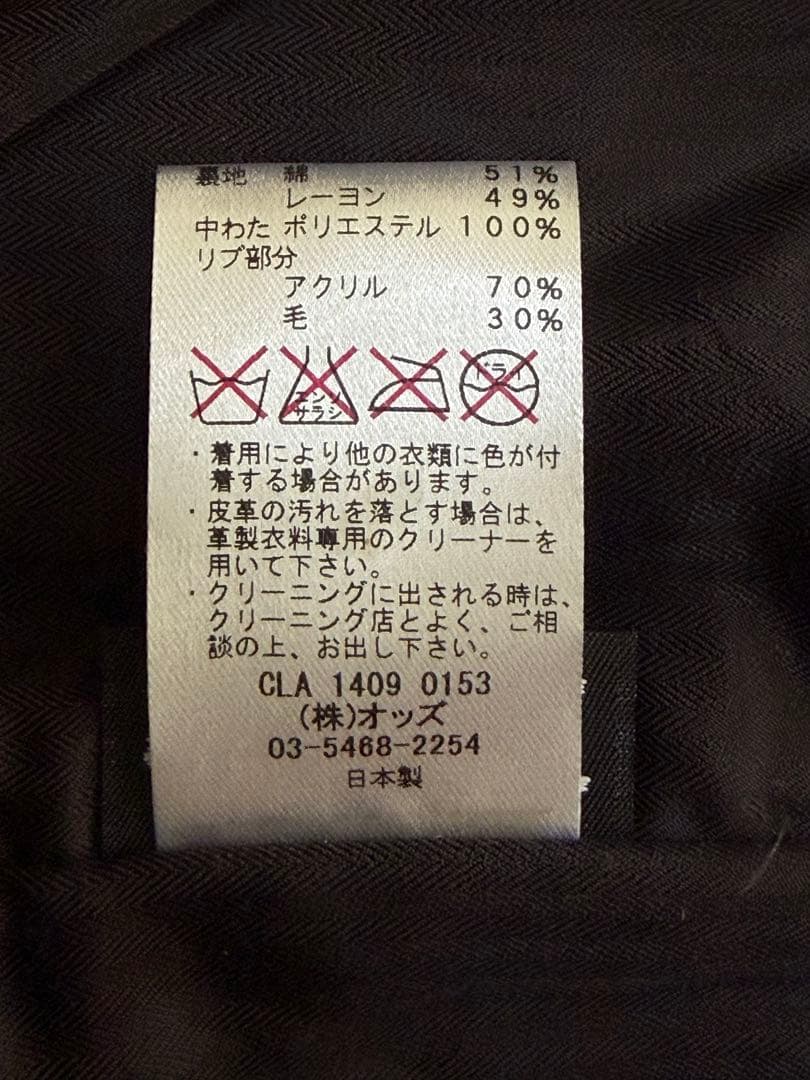 裏地 綿 51%
レーヨン 49%
中わた ポリエステル 100%
リブ部分
アクリル 70%
毛 30%
エンソ
サラシ
ドライ
・着用により他の衣類に色が付
着する場合があります。
・皮革の汚れを落とす場合は、
革製衣料専用のクリーナーを
用いて下さい。
・クリーニングに出される時は、
クリーニング店とよく、ご相
談の上、お出し下さい。
CLA 1409 0153
(株)オッズ
03-5468-2254
日本製